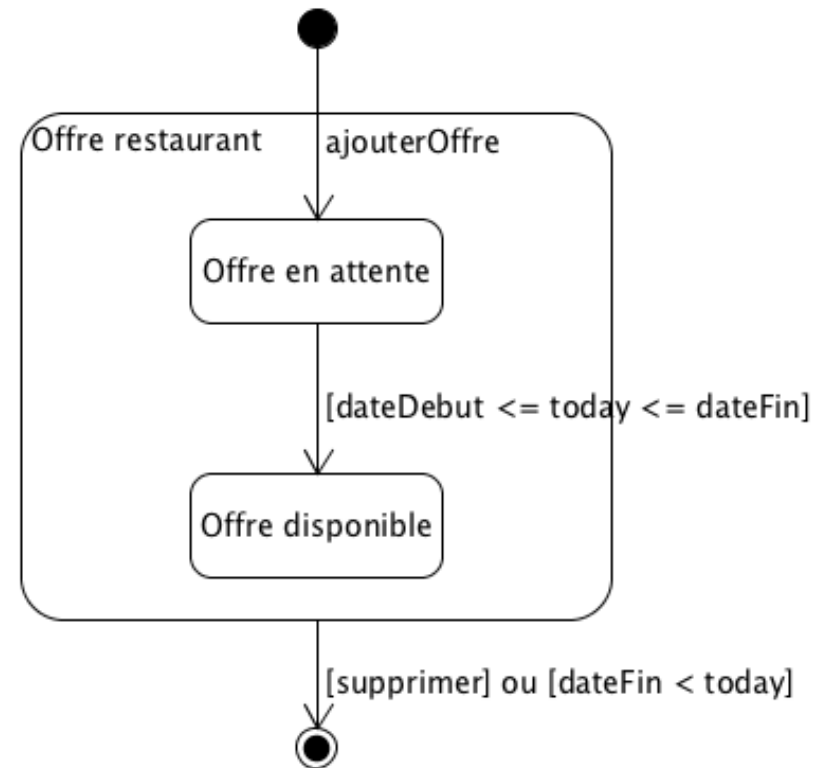 Offre restaurant
ajouterOffre
Offre en attente
[dateDebut <= today <= dateFin]
Offre disponible
[supprimer] ou [dateFin < today]